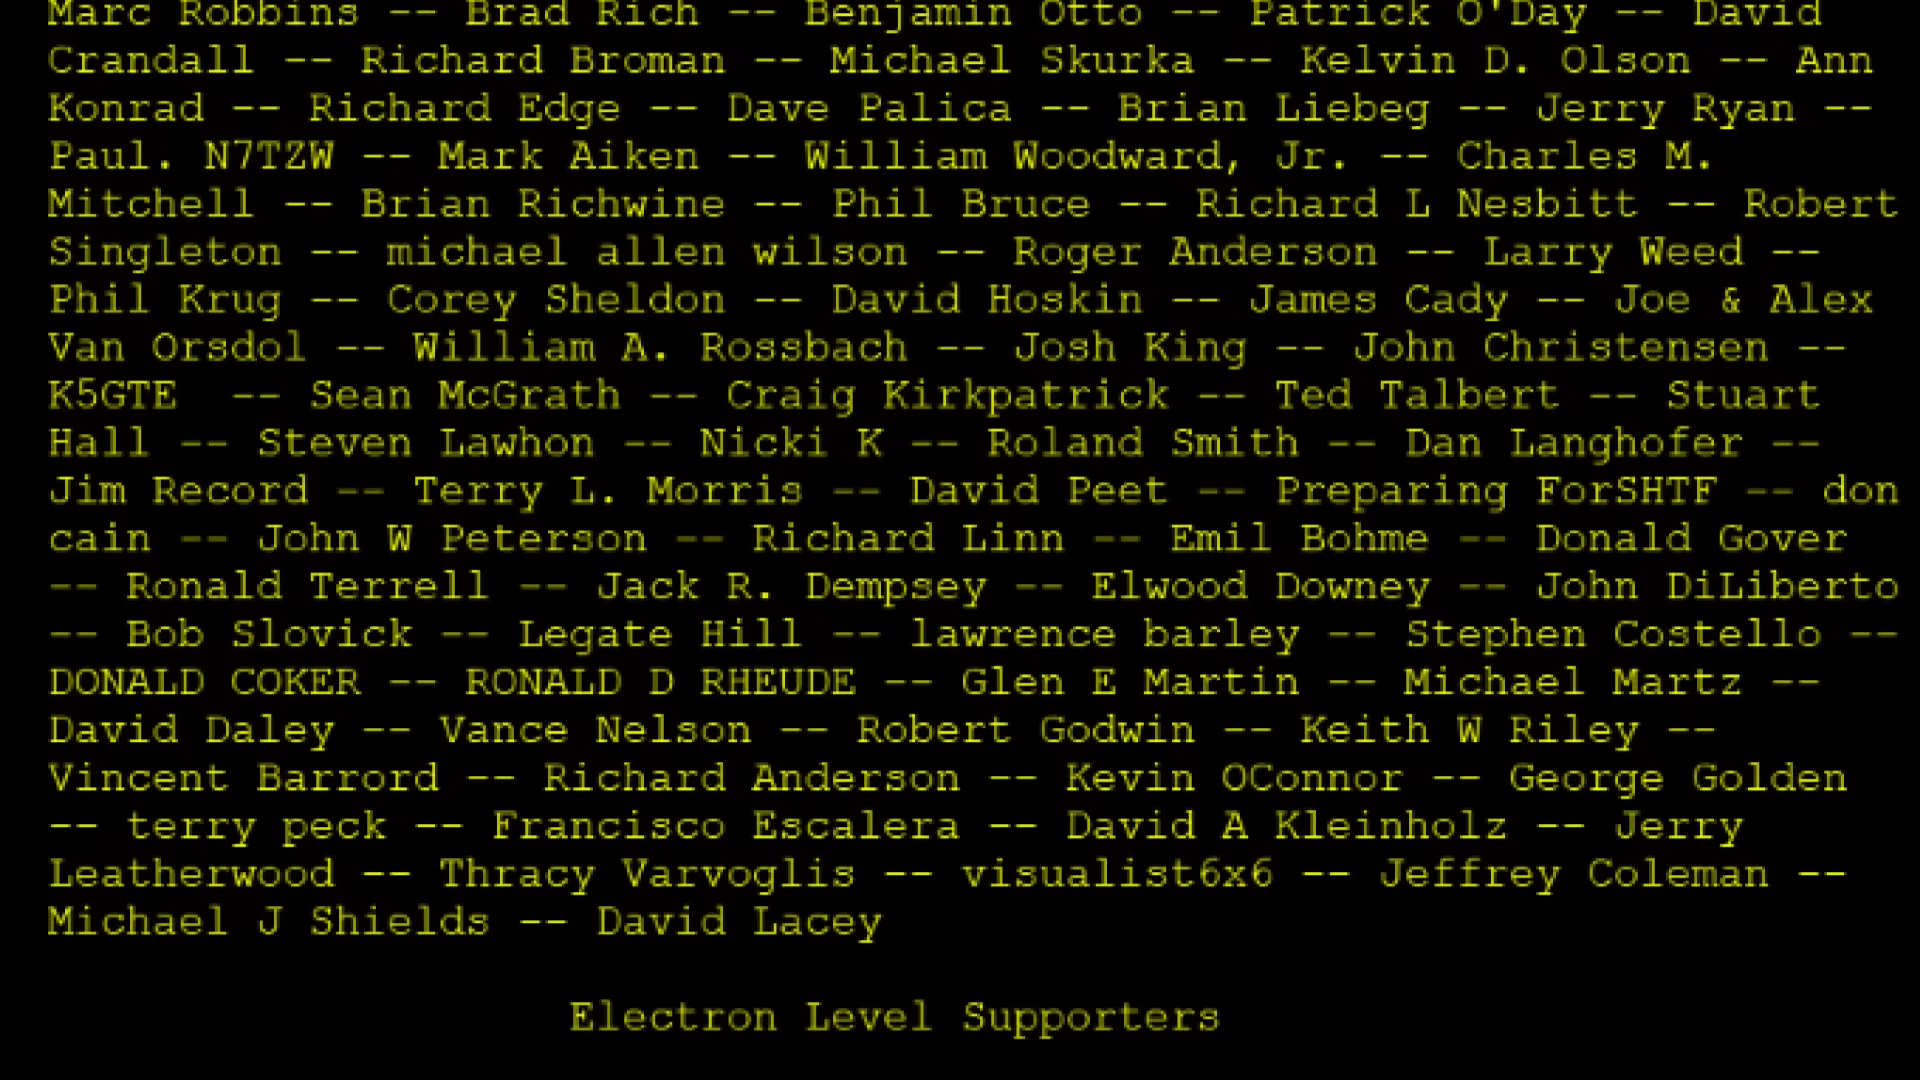 Marc Robbins -- Brad Rich -- Benjamin Otto -- Patrick O'Day -- David
Crandall -- Richard Broman -- Michael Skurka -- Kelvin D. Olson -- Ann
Konrad -- Richard Edge -- Dave Palica -- Brian Liebeg -- Jerry Ryan --
Paul. N7TZW -- Mark Aiken -- William Woodward, Jr. -- Charles M.
Mitchell -- Brian Richwine -- Phil Bruce -- Richard L Nesbitt -- Robert
Singleton -- michael allen wilson -- Roger Anderson -- Larry Weed --
Phil Krug -- Corey Sheldon -- David Hoskin -- James Cady -- Joe & Alex
Van Orsdol -- William A. Rossbach -- Josh King -- John Christensen --
K5GTE  -- Sean McGrath -- Craig Kirkpatrick -- Ted Talbert -- Stuart
Hall -- Steven Lawhon -- Nicki K -- Roland Smith -- Dan Langhofer --
Jim Record -- Terry L. Morris -- David Peet -- Preparing ForSHTF -- don
cain -- John W Peterson -- Richard Linn -- Emil Bohme -- Donald Gover
-- Ronald Terrell -- Jack R. Dempsey -- Elwood Downey -- John DiLiberto
-- Bob Slovick -- Legate Hill -- lawrence barley -- Stephen Costello --
DONALD COKER -- RONALD D RHEUDE -- Glen E Martin -- Michael Martz --
David Daley -- Vance Nelson -- Robert Godwin -- Keith W Riley --
Vincent Barrord -- Richard Anderson -- Kevin OConnor -- George Golden
-- terry peck -- Francisco Escalera -- David A Kleinholz -- Jerry
Leatherwood -- Thracy Varvoglis -- visualist6x6 -- Jeffrey Coleman --
Michael J Shields -- David Lacey
Electron Level Supporters